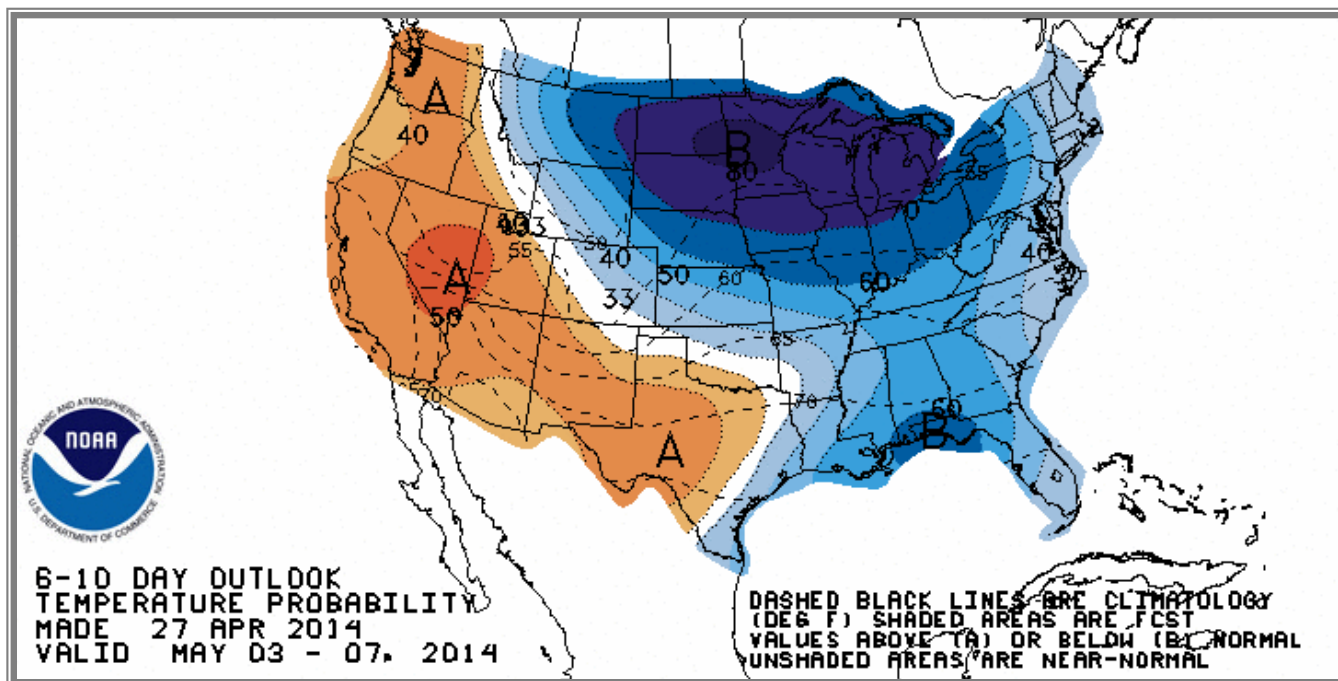 A
40
B
80
A
50
40
33
55
50
40
33
50
60
65
60
55
40
70
A
70
60
B
NATIONAL OCEANIC AND ATMOSPHERIC ADMINISTRATION
NOAA
U.S. DEPARTMENT OF COMMERCE
6-10 DAY OUTLOOK
TEMPERATURE PROBABILITY
MADE 27 APR 2014
VALID MAY 03 - 07, 2014
DASHED BLACK LINES ARE CLIMATOLOGY
(DEG F) SHADED AREAS ARE FCST
VALUES ABOVE (A) OR BELOW (B) NORMAL
UNSHADED AREAS ARE NEAR-NORMAL